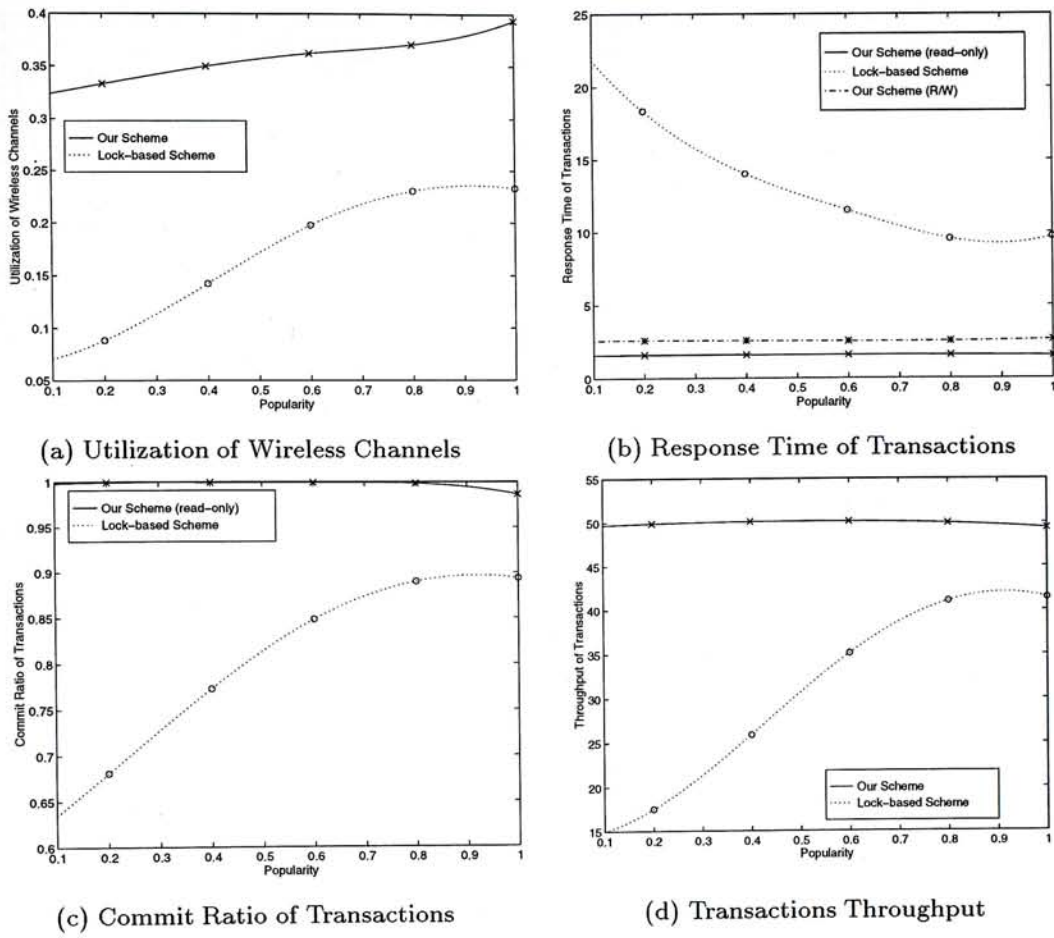 0.4
0.35
0.3
0.25
0.2
0.15
0.1
0.05
Utilization of Wireless Channels
Our Scheme
Lock-based Scheme
0.1 0.2 0.3 0.4 0.5 0.6 0.7 0.8 0.9 1
Popularity
(a) Utilization of Wireless Channels
25
20
15
10
5
0
Response Time of Transactions
Our Scheme (read-only)
Lock-based Scheme
Our Scheme (R/W)
0.1 0.2 0.3 0.4 0.5 0.6 0.7 0.8 0.9 1
Popularity
(b) Response Time of Transactions
1
0.95
0.9
0.85
0.8
0.75
0.7
0.65
0.6
Commit Ratio of Transactions
Our Scheme (read-only)
Lock-based Scheme
0.1 0.2 0.3 0.4 0.5 0.6 0.7 0.8 0.9 1
Popularity
(c) Commit Ratio of Transactions
55
50
45
40
35
30
25
20
15
Throughput of Transactions
Our Scheme
Lock-based Scheme
0.1 0.2 0.3 0.4 0.5 0.6 0.7 0.8 0.9 1
Popularity
(d) Transactions Throughput